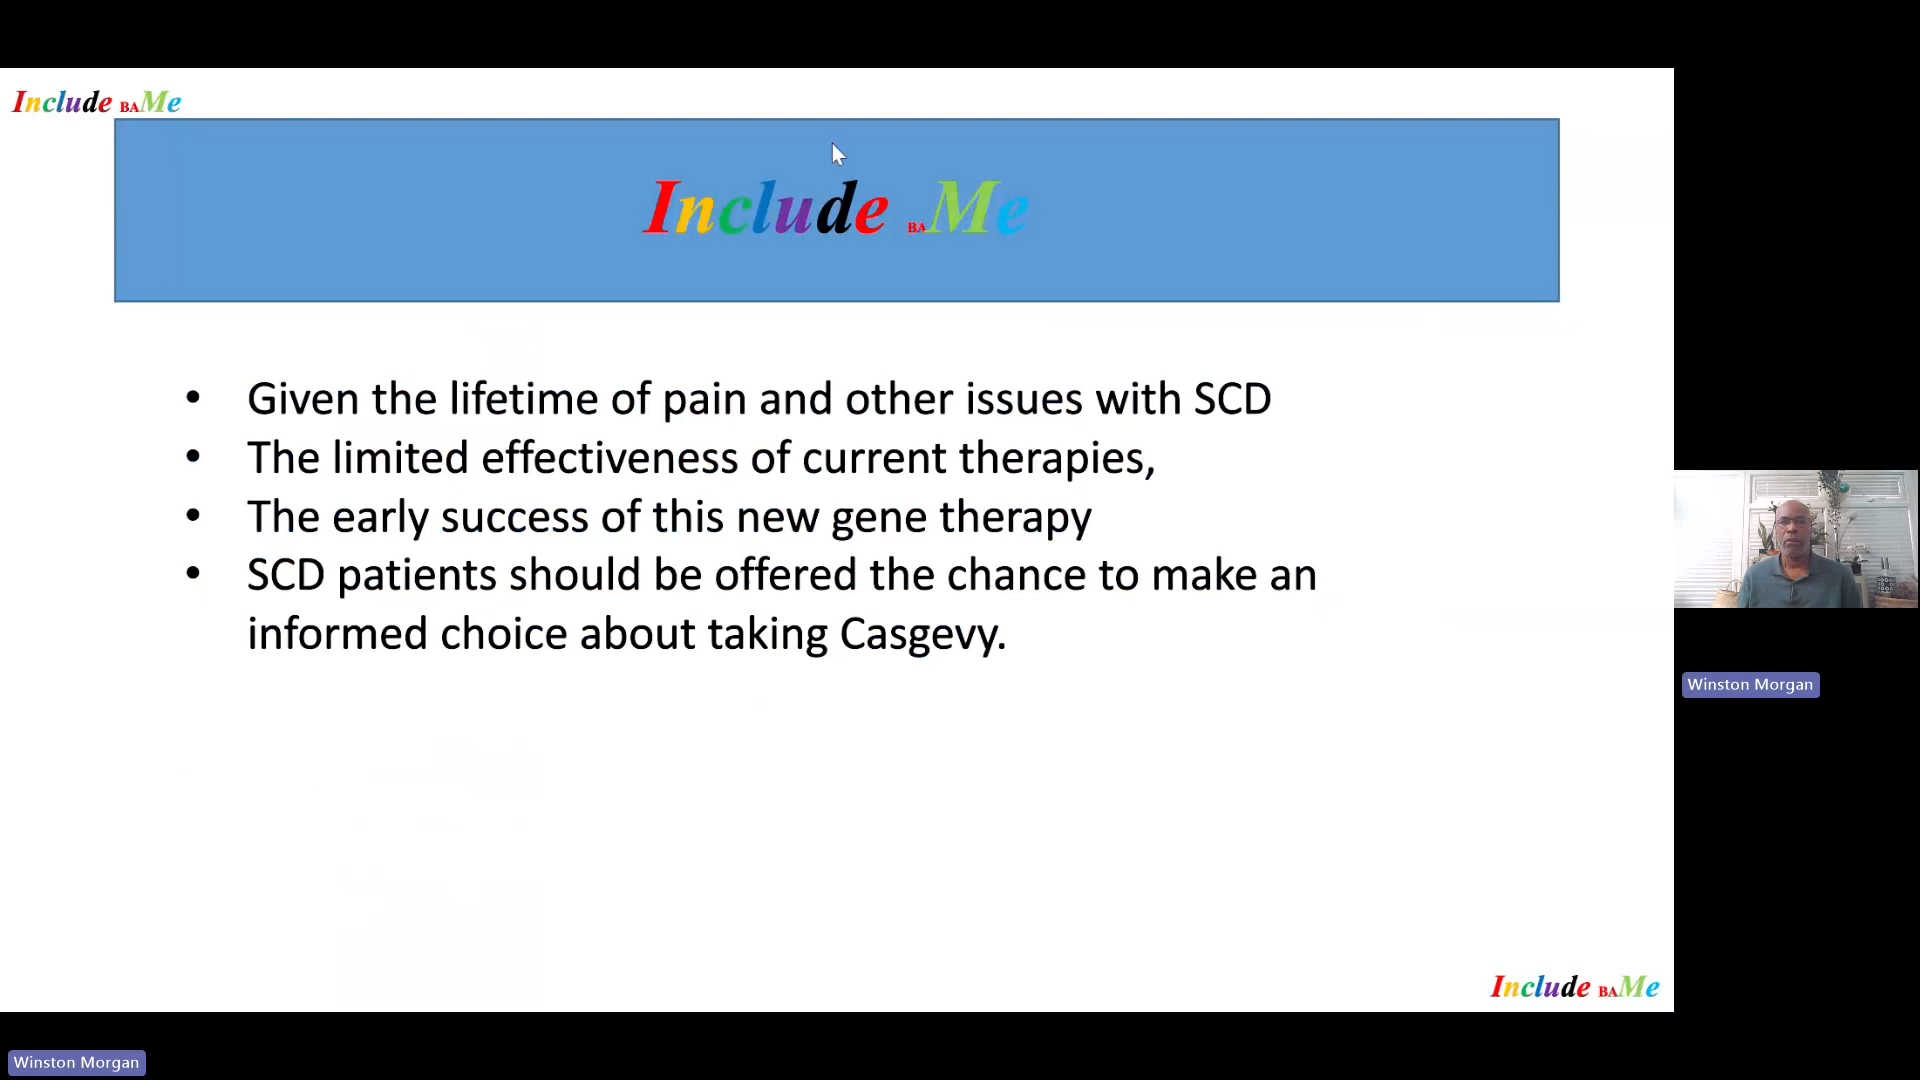 Include BAMe
Include BAMe
• Given the lifetime of pain and other issues with SCD
• The limited effectiveness of current therapies,
• The early success of this new gene therapy
• SCD patients should be offered the chance to make an
informed choice about taking Casgevy.
Winston Morgan
Include BAMe
Winston Morgan